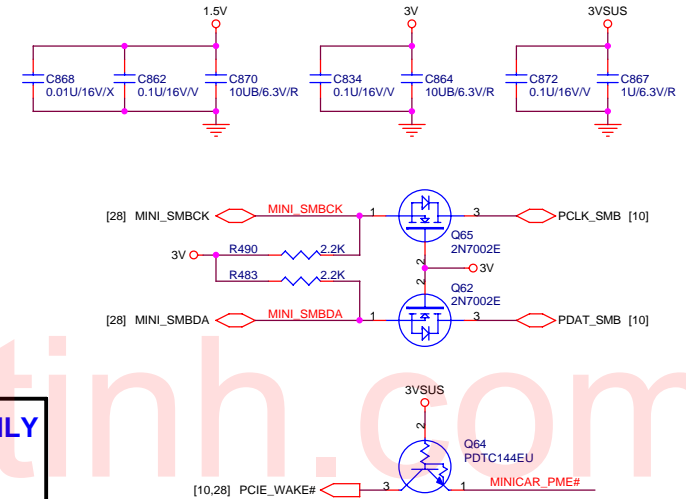 1.5V
3V
3VSUS
C868
0.01U/16V/X
C862
0.1U/16V/V
C870
10UB/6.3V/R
C834
0.1U/16V/V
C864
10UB/6.3V/R
C872
0.1U/16V/V
C867
1U/6.3V/R
[28] MINI_SMBCK
MINI_SMBCK
1
3
PCLK_SMB [10]
Q65
2N7002E
2
3V
R490
2.2K
3V
R483
2.2K
2
Q62
2N7002E
[28] MINI_SMBDA
MINI_SMBDA
1
3
PDAT_SMB [10]
tinh.com
3VSUS
2
Q64
PDTC144EU
[10,28] PCIE_WAKE#
3
1
MINICAR_PME#